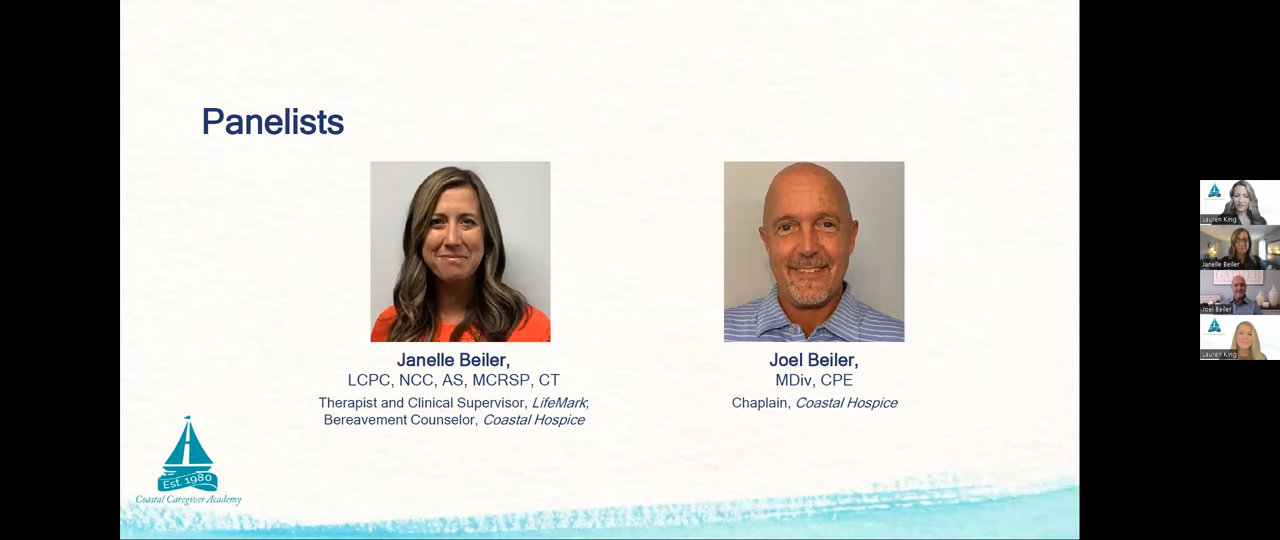 Panelists
Janelle Beiler,
LCPC, NCC, AS, MCRSP, CT
Therapist and Clinical Supervisor, LifeMark;
Bereavement Counselor, Coastal Hospice
Joel Beiler,
MDiv, CPE
Chaplain, Coastal Hospice
Est 1980
Coastal Caregiver Academy
Lauren King
Janelle Beiler
Joel Beiler
Lauren King